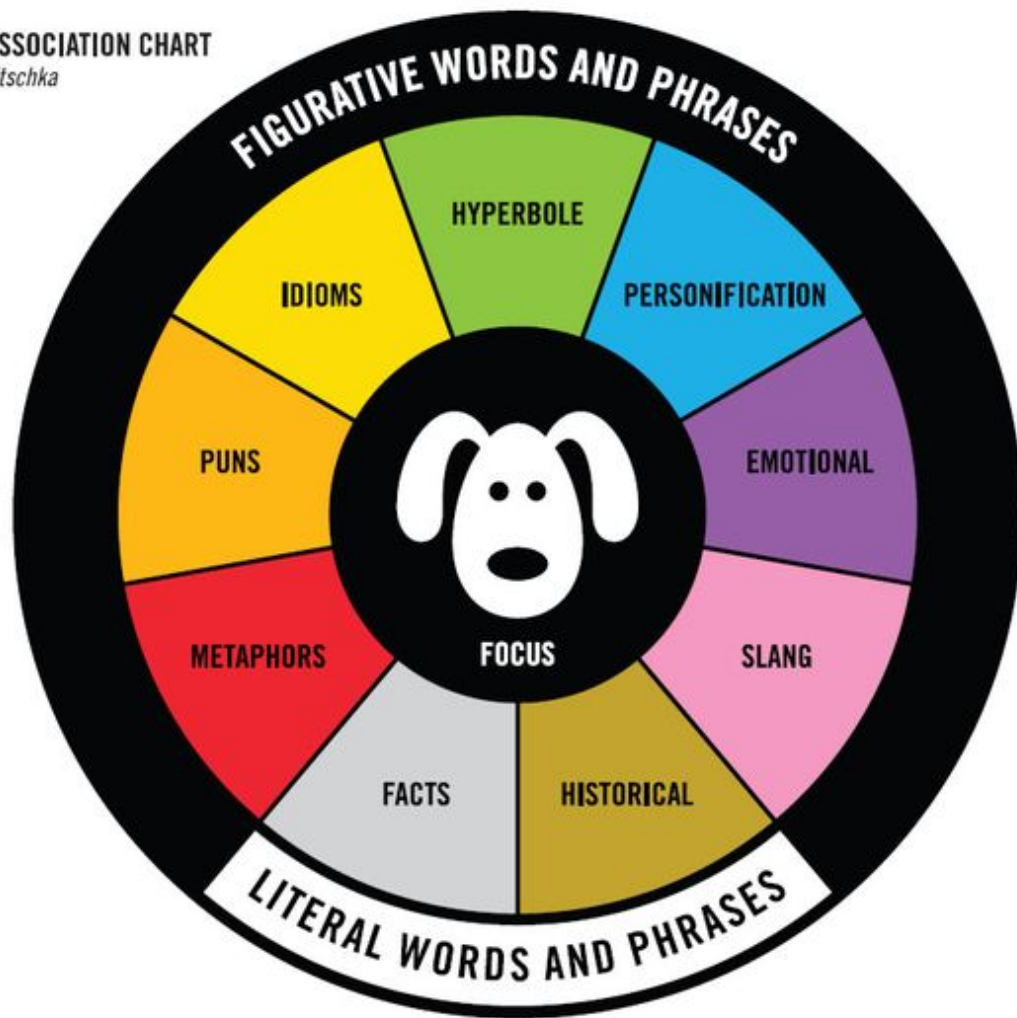 SSOCIATION CHART
tschka
FIGURATIVE WORDS AND PHRASES
HYPERBOLE
IDIOMS
PERSONIFICATION
PUNS
EMOTIONAL
METAPHORS
FOCUS
SLANG
FACTS
HISTORICAL
LITERAL WORDS AND PHRASES